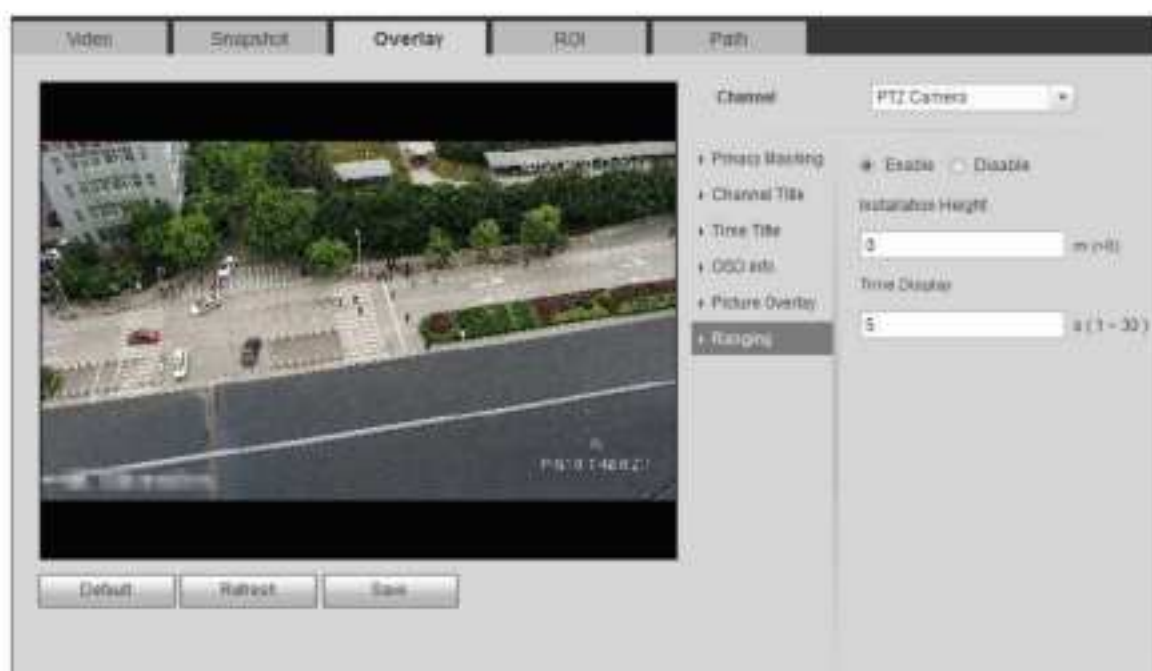 Video Snapshot Overlay ROI Path
Channel PTZ Camera
Privacy Masking
Channel Title
Time Title
OSD Info
Picture Overlay
Ranging
Enable Disable
Installation Height
m (>0)
Time Display
5 s ( 1 ~ 30 )
Default Refresh Save